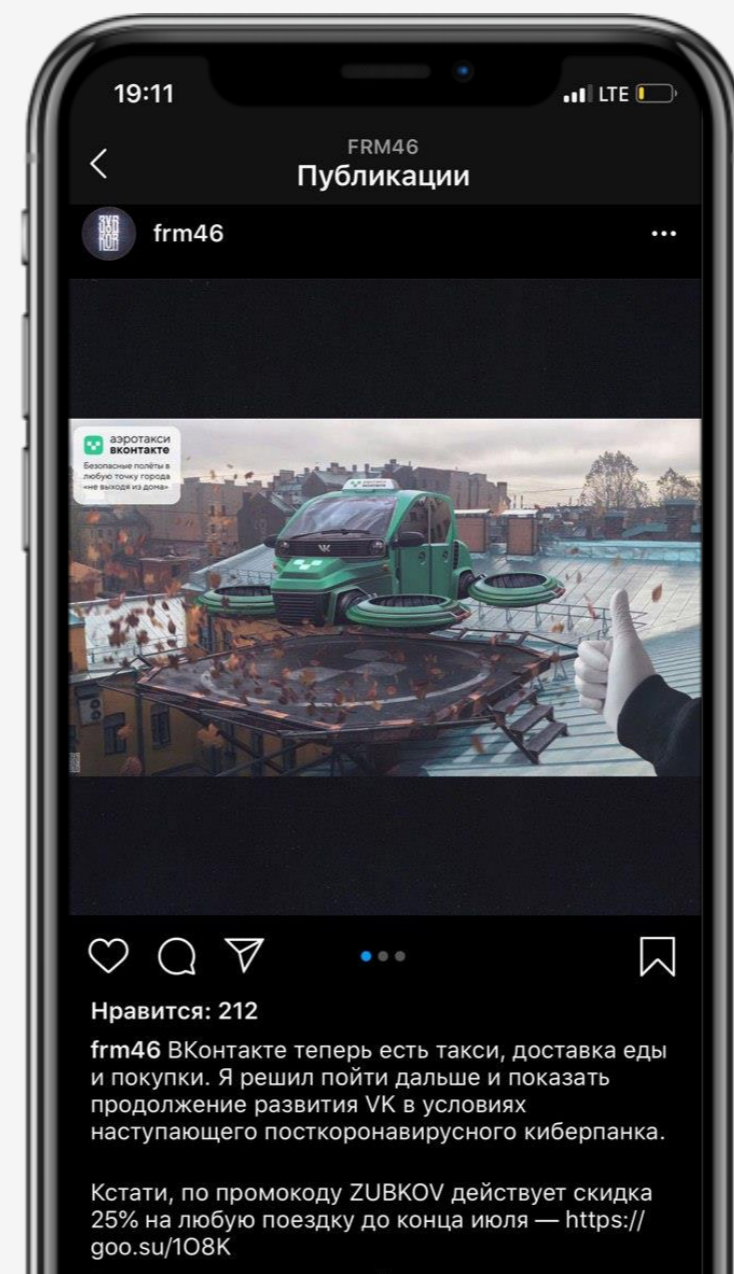 19:11
LTE
FRM46
Публикации
ЗУБ
КОВ
frm46
аэротакси
вконтакте
Безопасные полёты в
любую точку города
«не выходя из дома»
Нравится: 212
frm46 ВКонтакте теперь есть такси, доставка еды
и покупки. Я решил пойти дальше и показать
продолжение развития VK в условиях
наступающего посткоронавирусного киберпанка.
Кстати, по промокоду ZUBKOV действует скидка
25% на любую поездку до конца июля — https://
goo.su/1O8K